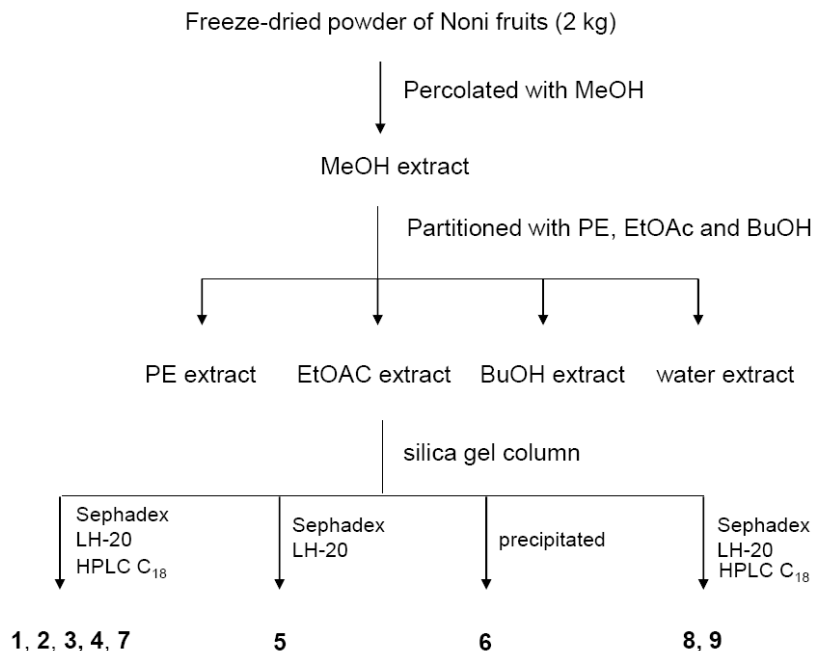 Freeze-dried powder of Noni fruits (2 kg)
Percolated with MeOH
MeOH extract
Partitioned with PE, EtOAc and BuOH
PE extract
EtOAC extract
BuOH extract
water extract
silica gel column
Sephadex
LH-20
HPLC C18
Sephadex
LH-20
precipitated
Sephadex
LH-20
HPLC C18
1, 2, 3, 4, 7
5
6
8, 9